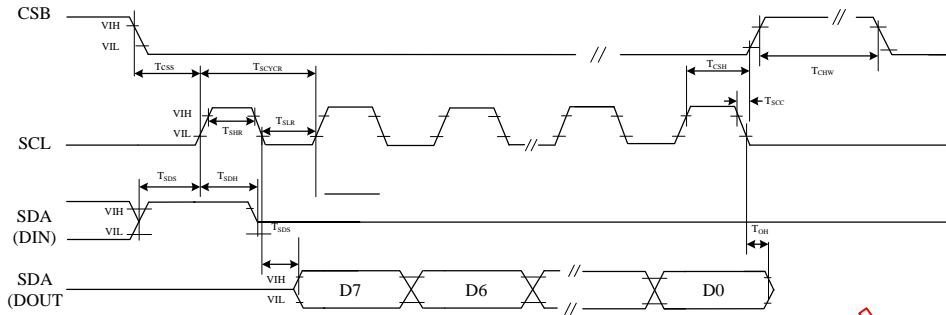 CSB
VIH
VIL
//
//
Tcss
TSCYCR
TCSH
TCHW
TSCC
SCL
VIH
VIL
TSHR
TSLR
//
TSDS
TSDH
SDA
(DIN)
VIH
VIL
TSDS
TOH
SDA
(DOUT
VIH
VIL
D7
D6
//
//
D0